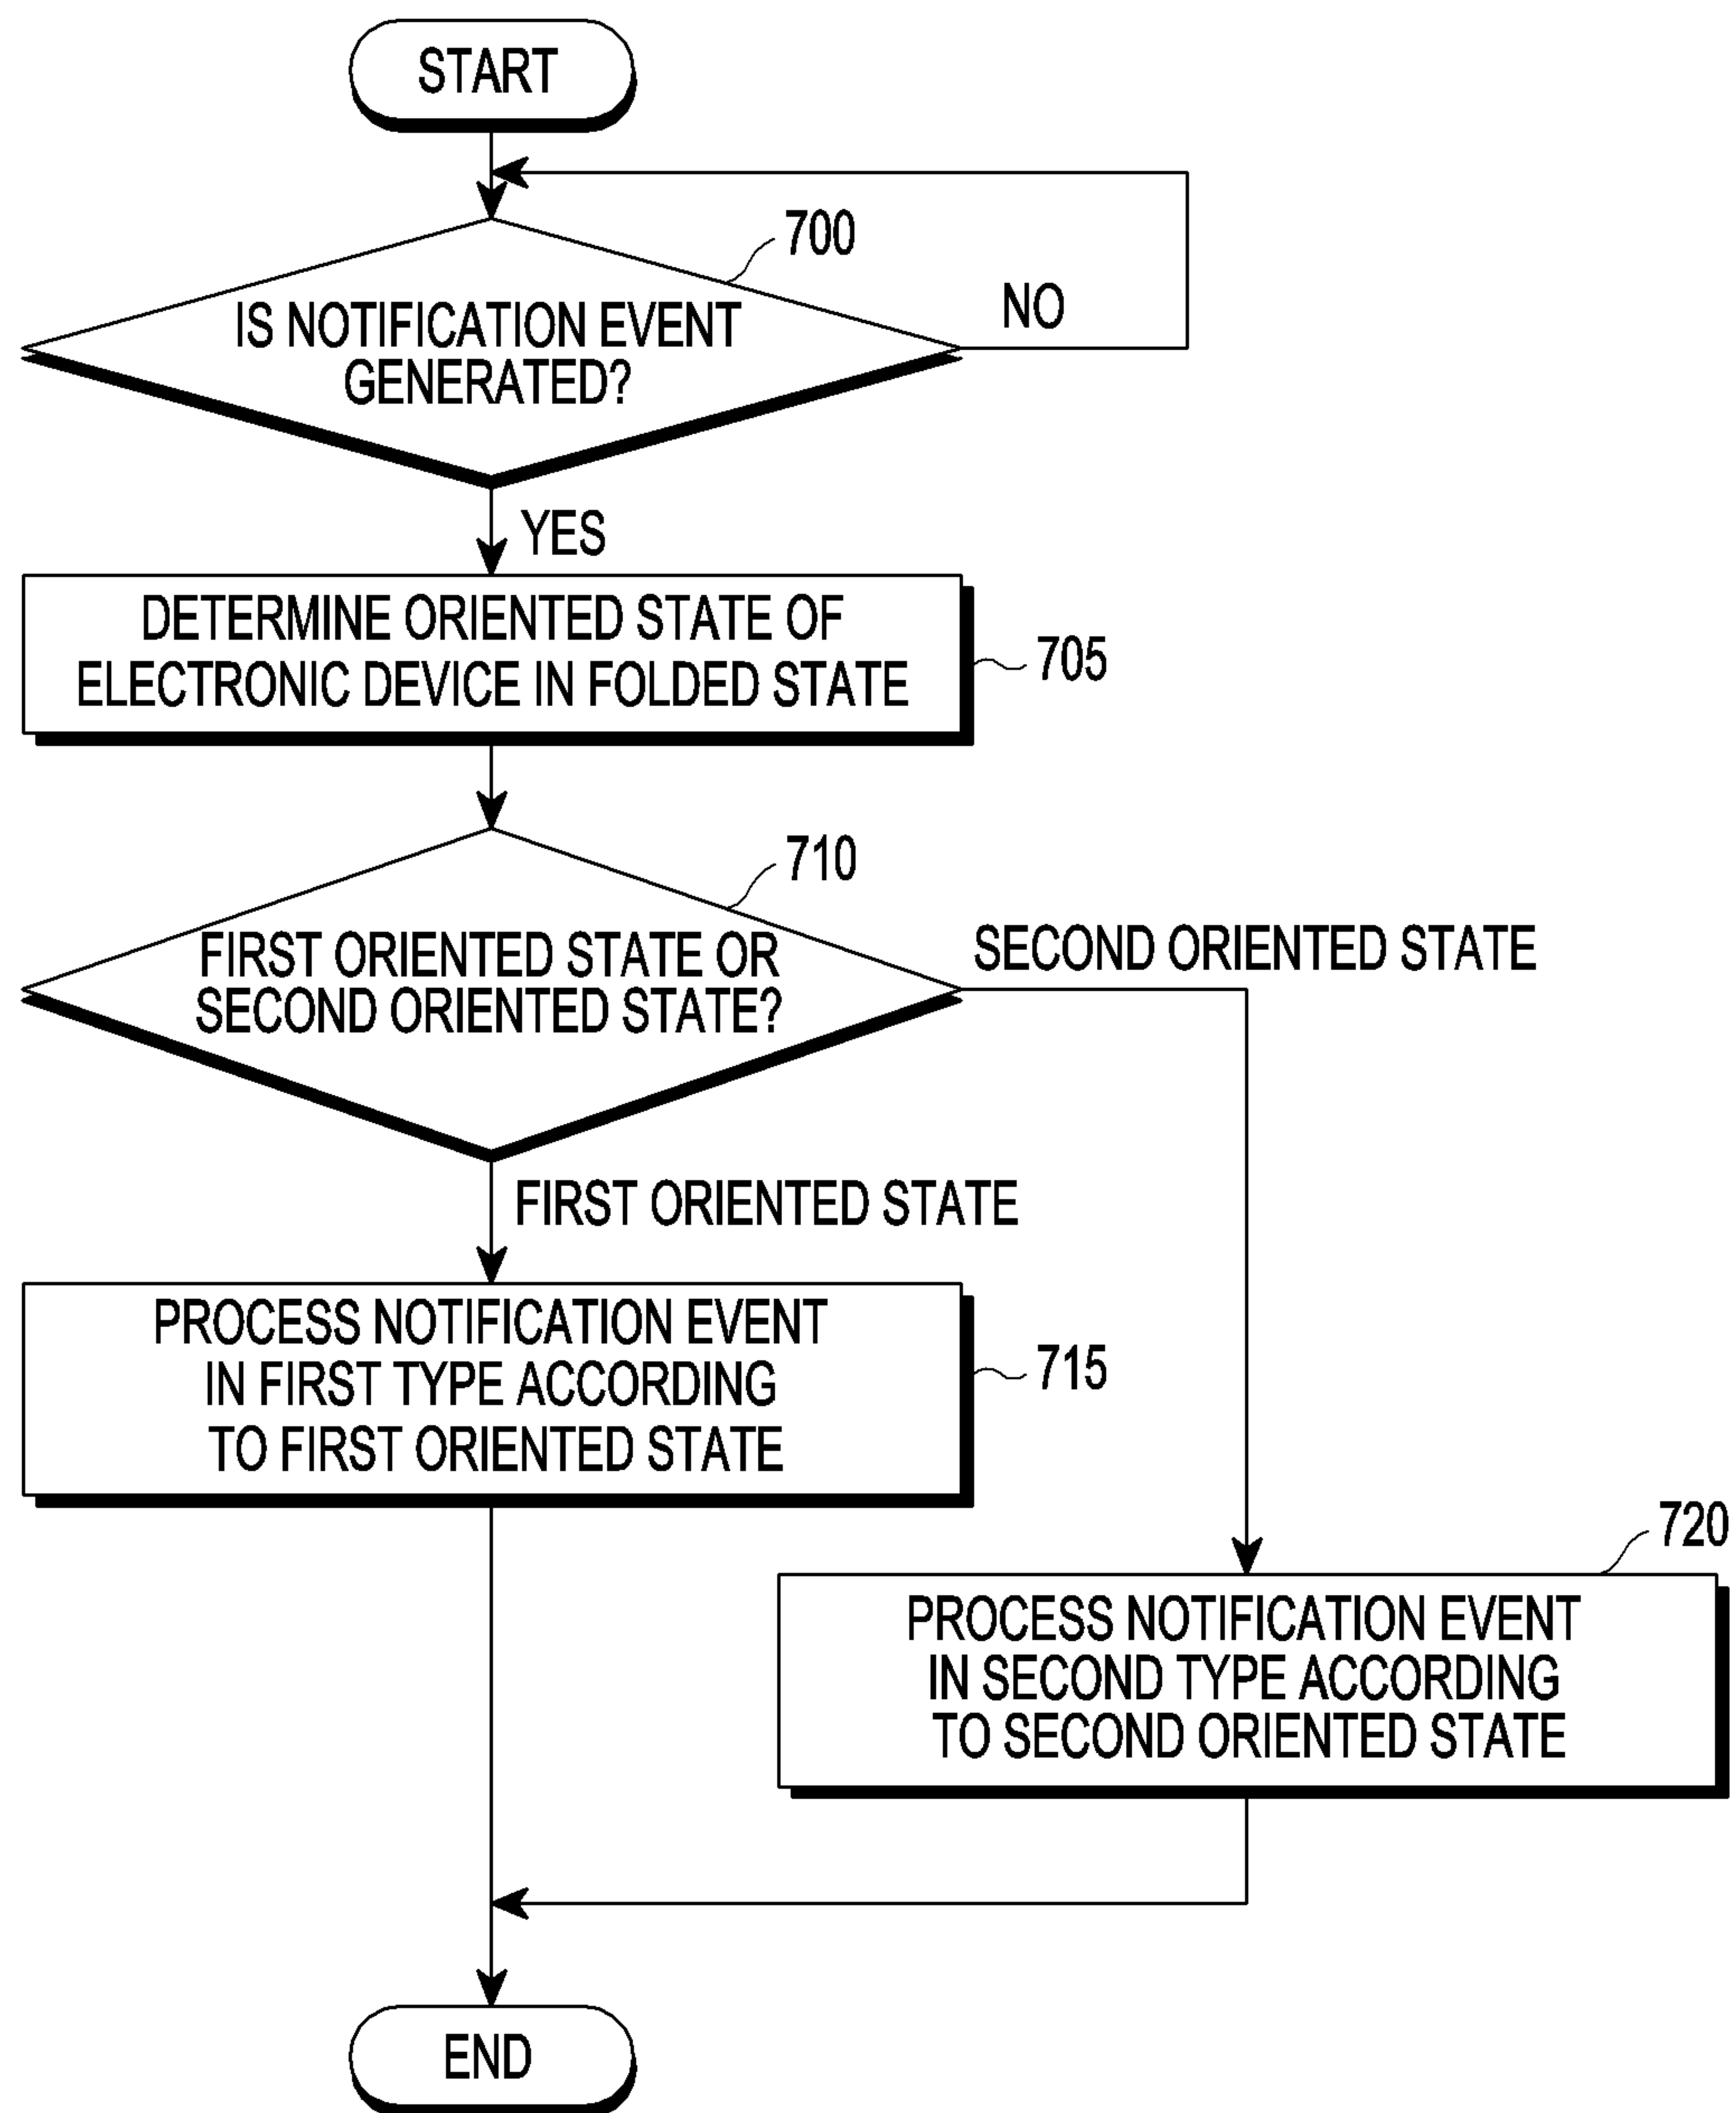 START
700
IS NOTIFICATION EVENT
GENERATED?
NO
YES
DETERMINE ORIENTED STATE OF
ELECTRONIC DEVICE IN FOLDED STATE
705
710
FIRST ORIENTED STATE OR
SECOND ORIENTED STATE?
SECOND ORIENTED STATE
FIRST ORIENTED STATE
PROCESS NOTIFICATION EVENT
IN FIRST TYPE ACCORDING
TO FIRST ORIENTED STATE
715
720
PROCESS NOTIFICATION EVENT
IN SECOND TYPE ACCORDING
TO SECOND ORIENTED STATE
END